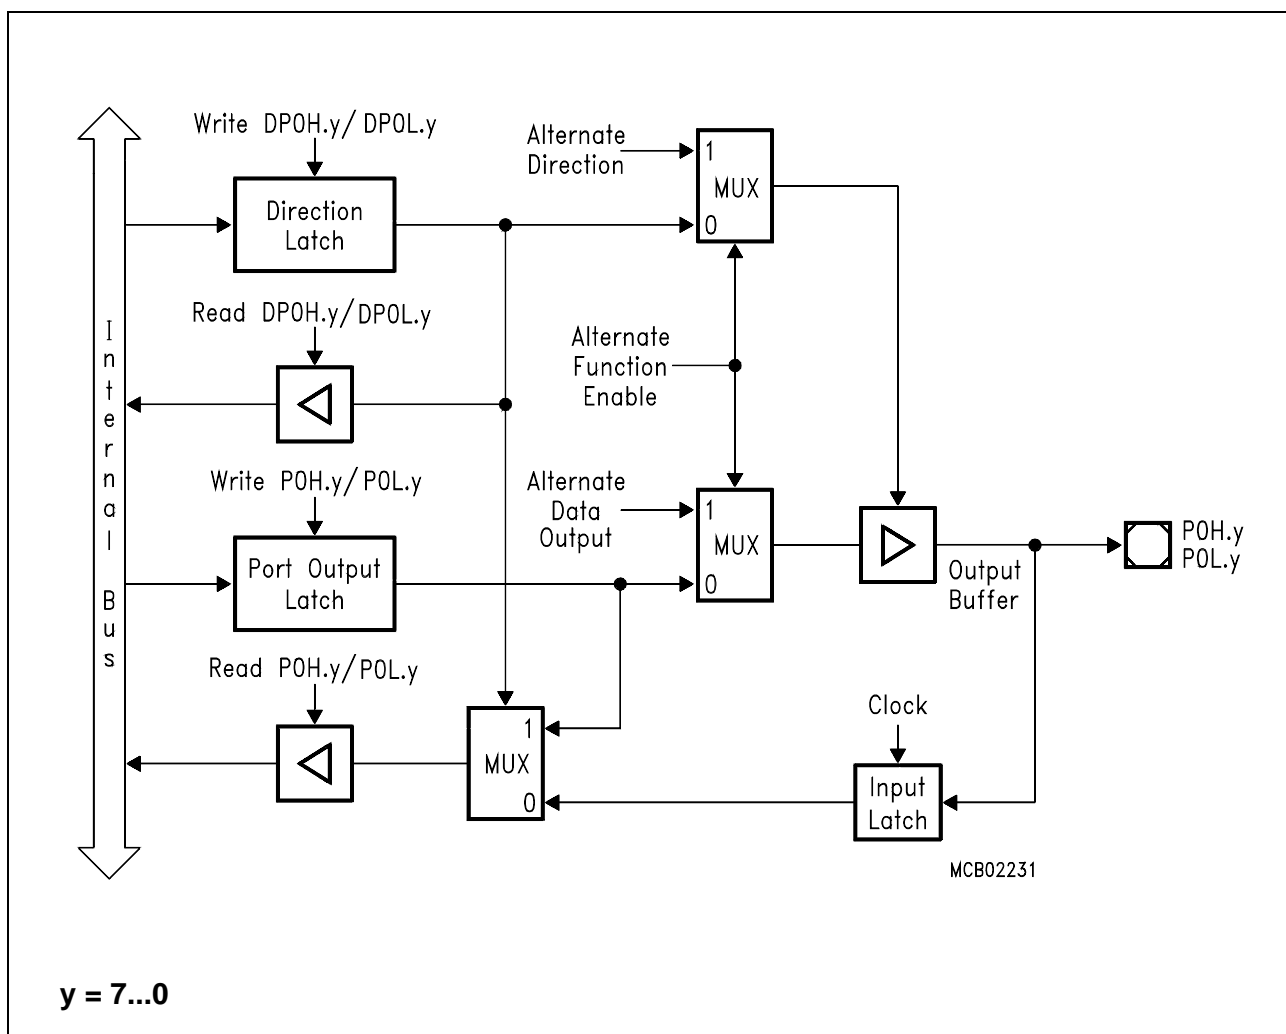 Write DP0H.y/ DP0L.y
Alternate
Direction
1
MUX
0
Direction
Latch
Read DP0H.y/DP0L.y
Internal Bus
Alternate
Function
Enable
Write P0H.y/P0L.y
Alternate
Data
Output
1
MUX
0
Port Output
Latch
Output
Buffer
P0H.y
P0L.y
Read P0H.y/P0L.y
1
MUX
0
Clock
Input
Latch
MCB02231
y = 7...0